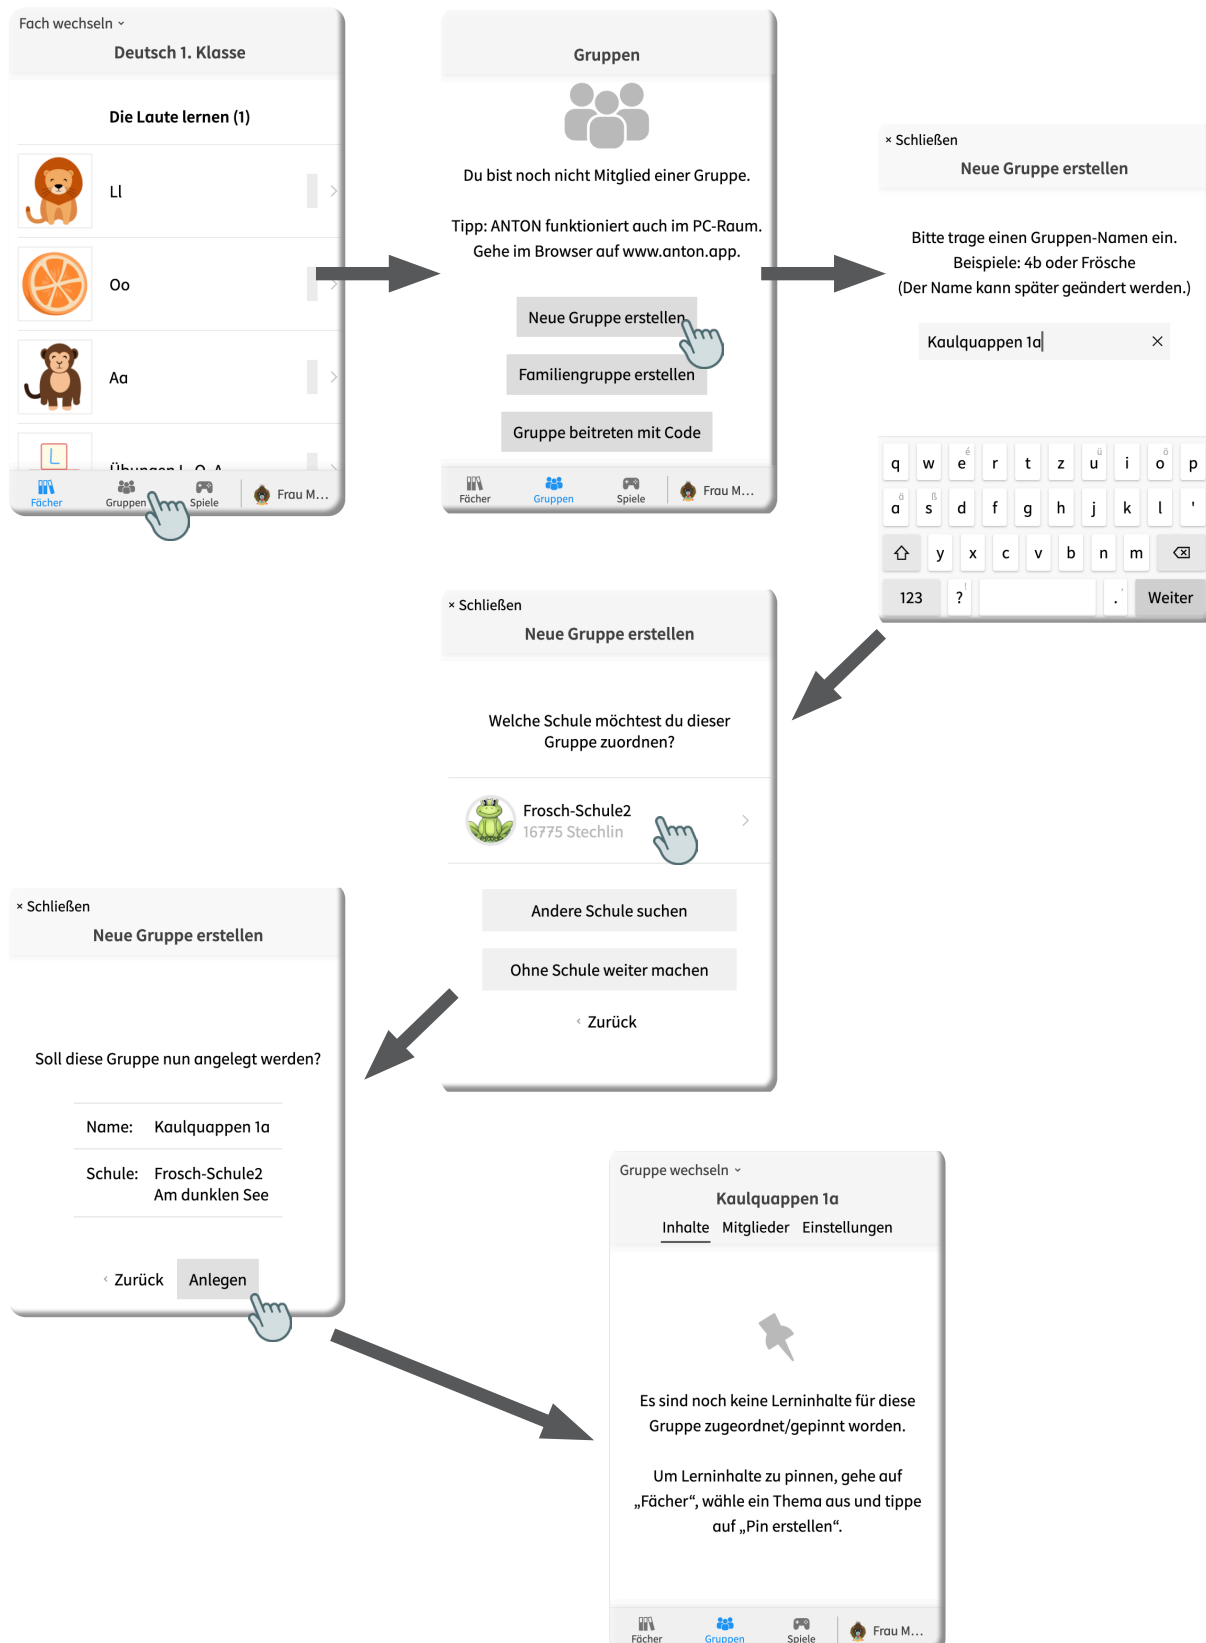 Fach wechseln
Deutsch 1. Klasse
Die Laute lernen (1)
Ll
Oo
Aa
L
Übungen L, O, A
Fächer
Gruppen
Spiele
Frau M...
Gruppen
Du bist noch nicht Mitglied einer Gruppe.
Tipp: ANTON funktioniert auch im PC-Raum.
Gehe im Browser auf www.anton.app.
Neue Gruppe erstellen
Familiengruppe erstellen
Gruppe beitreten mit Code
Fächer
Gruppen
Spiele
Frau M...
× Schließen
Neue Gruppe erstellen
Bitte trage einen Gruppen-Namen ein.
Beispiele: 4b oder Frösche
(Der Name kann später geändert werden.)
Kaulquappen 1a
q w e é r t z u ü i o ö p
a ä s ß d f g h j k l '
y x c v b n m
123 ? ! . , Weiter
× Schließen
Neue Gruppe erstellen
Welche Schule möchtest du dieser
Gruppe zuordnen?
Frosch-Schule2
16775 Stechlin
Andere Schule suchen
Ohne Schule weiter machen
‹ Zurück
× Schließen
Neue Gruppe erstellen
Soll diese Gruppe nun angelegt werden?
Name: Kaulquappen 1a
Schule: Frosch-Schule2
Am dunklen See
‹ Zurück
Anlegen
Gruppe wechseln
Kaulquappen 1a
Inhalte Mitglieder Einstellungen
Es sind noch keine Lerninhalte für diese
Gruppe zugeordnet/gepinnt worden.
Um Lerninhalte zu pinnen, gehe auf
„Fächer“, wähle ein Thema aus und tippe
auf „Pin erstellen“.
Fächer
Gruppen
Spiele
Frau M...